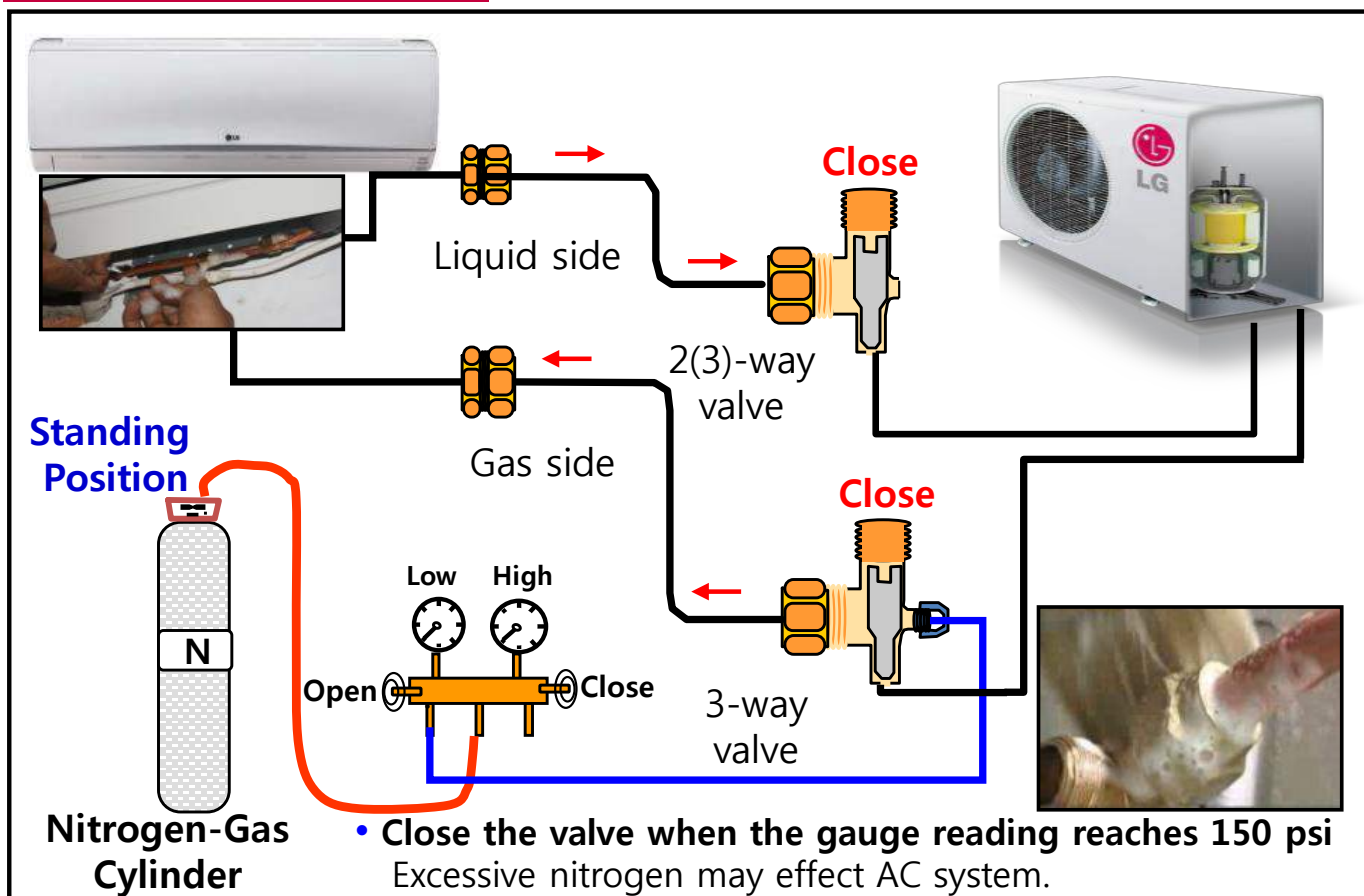 LG
Close
LG
Liquid side
2(3)-way
valve
Standing
Position
Gas side
Close
Low High
N
Open
Close
3-way
valve
Nitrogen-Gas
Cylinder
• Close the valve when the gauge reading reaches 150 psi
Excessive nitrogen may effect AC system.